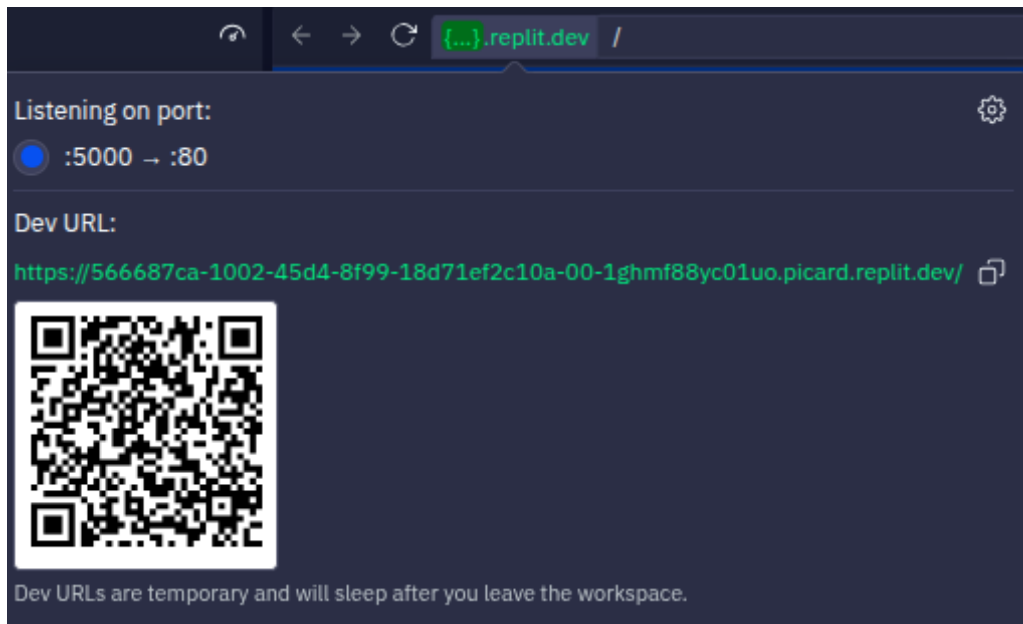 {...}.replit.dev /
Listening on port:
:5000 → :80
Dev URL:
https://566687ca-1002-45d4-8f99-18d71ef2c10a-00-1ghmf88yc01uo.picard.replit.dev/
Dev URLs are temporary and will sleep after you leave the workspace.